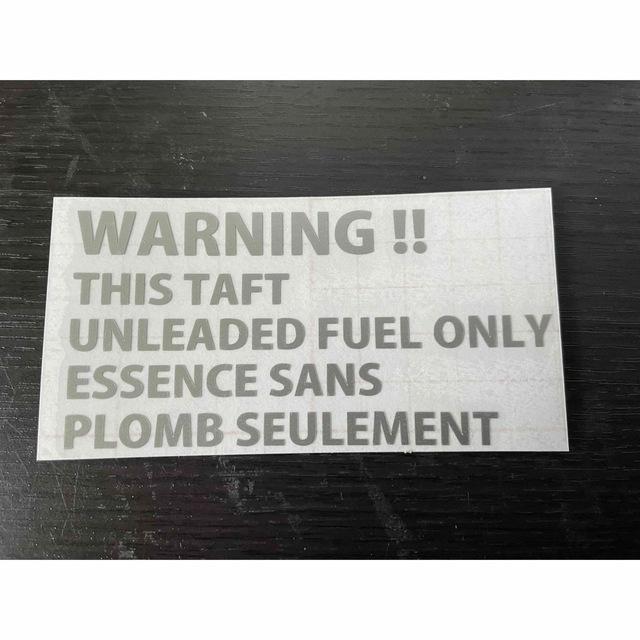 WARNING !!
THIS TAFT
UNLEADED FUEL ONLY
ESSENCE SANS
PLOMB SEULEMENT